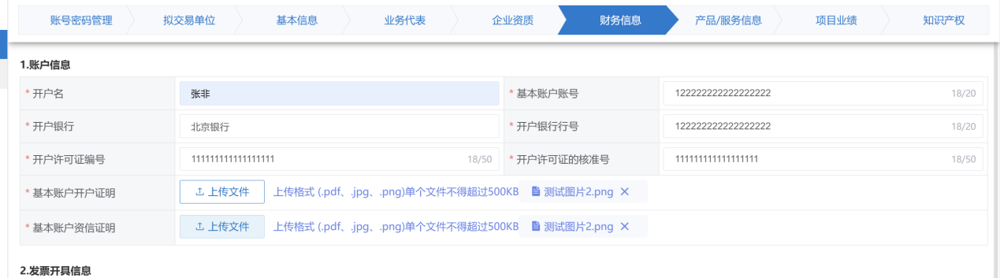 账号密码管理 拟交易单位 基本信息 业务代表 企业资质 财务信息 产品/服务信息 项目业绩 知识产权
1.账户信息
* 开户名 张非 * 基本账户账号 122222222222222222 18/20
* 开户银行 北京银行 * 开户银行行号 122222222222222222 18/20
* 开户许可证编号 111111111111111111 18/50 * 开户许可证的核准号 111111111111111111 18/50
* 基本账户开户证明 上传文件 上传格式 (.pdf、.jpg、.png)单个文件不得超过500KB 测试图片2.png ×
* 基本账户资信证明 上传文件 上传格式 (.pdf、.jpg、.png)单个文件不得超过500KB 测试图片2.png ×
2.发票开具信息